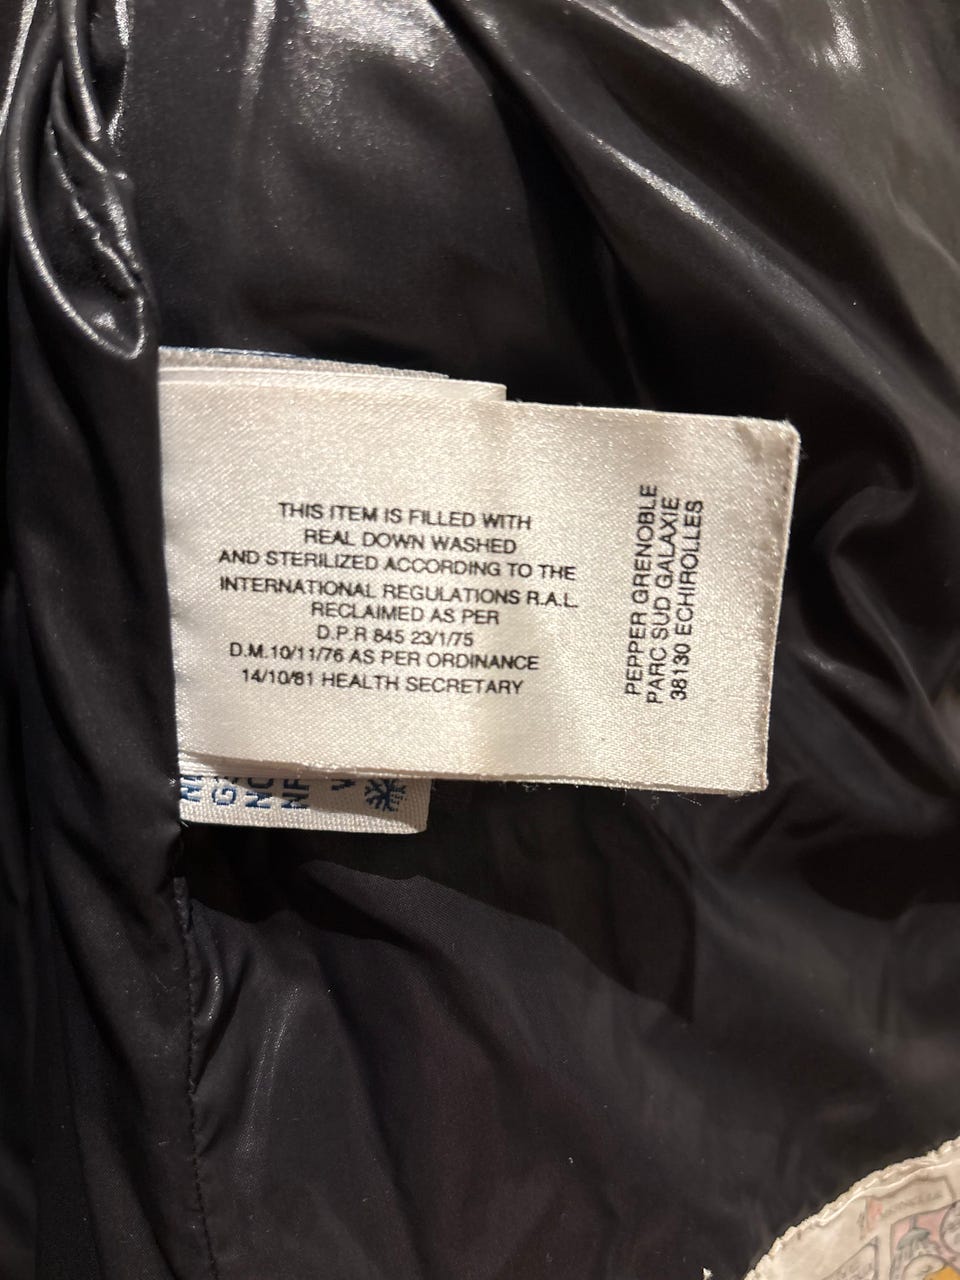 THIS ITEM IS FILLED WITH
REAL DOWN WASHED
AND STERILIZED ACCORDING TO THE
INTERNATIONAL REGULATIONS R.A.L.
RECLAIMED AS PER
D.P.R 845 23/1/75
D.M.10/11/76 AS PER ORDINANCE
14/10/81 HEALTH SECRETARY
PEPPER GRENOBLE
PARC SUD GALAXIE
38130 ECHIROLLES